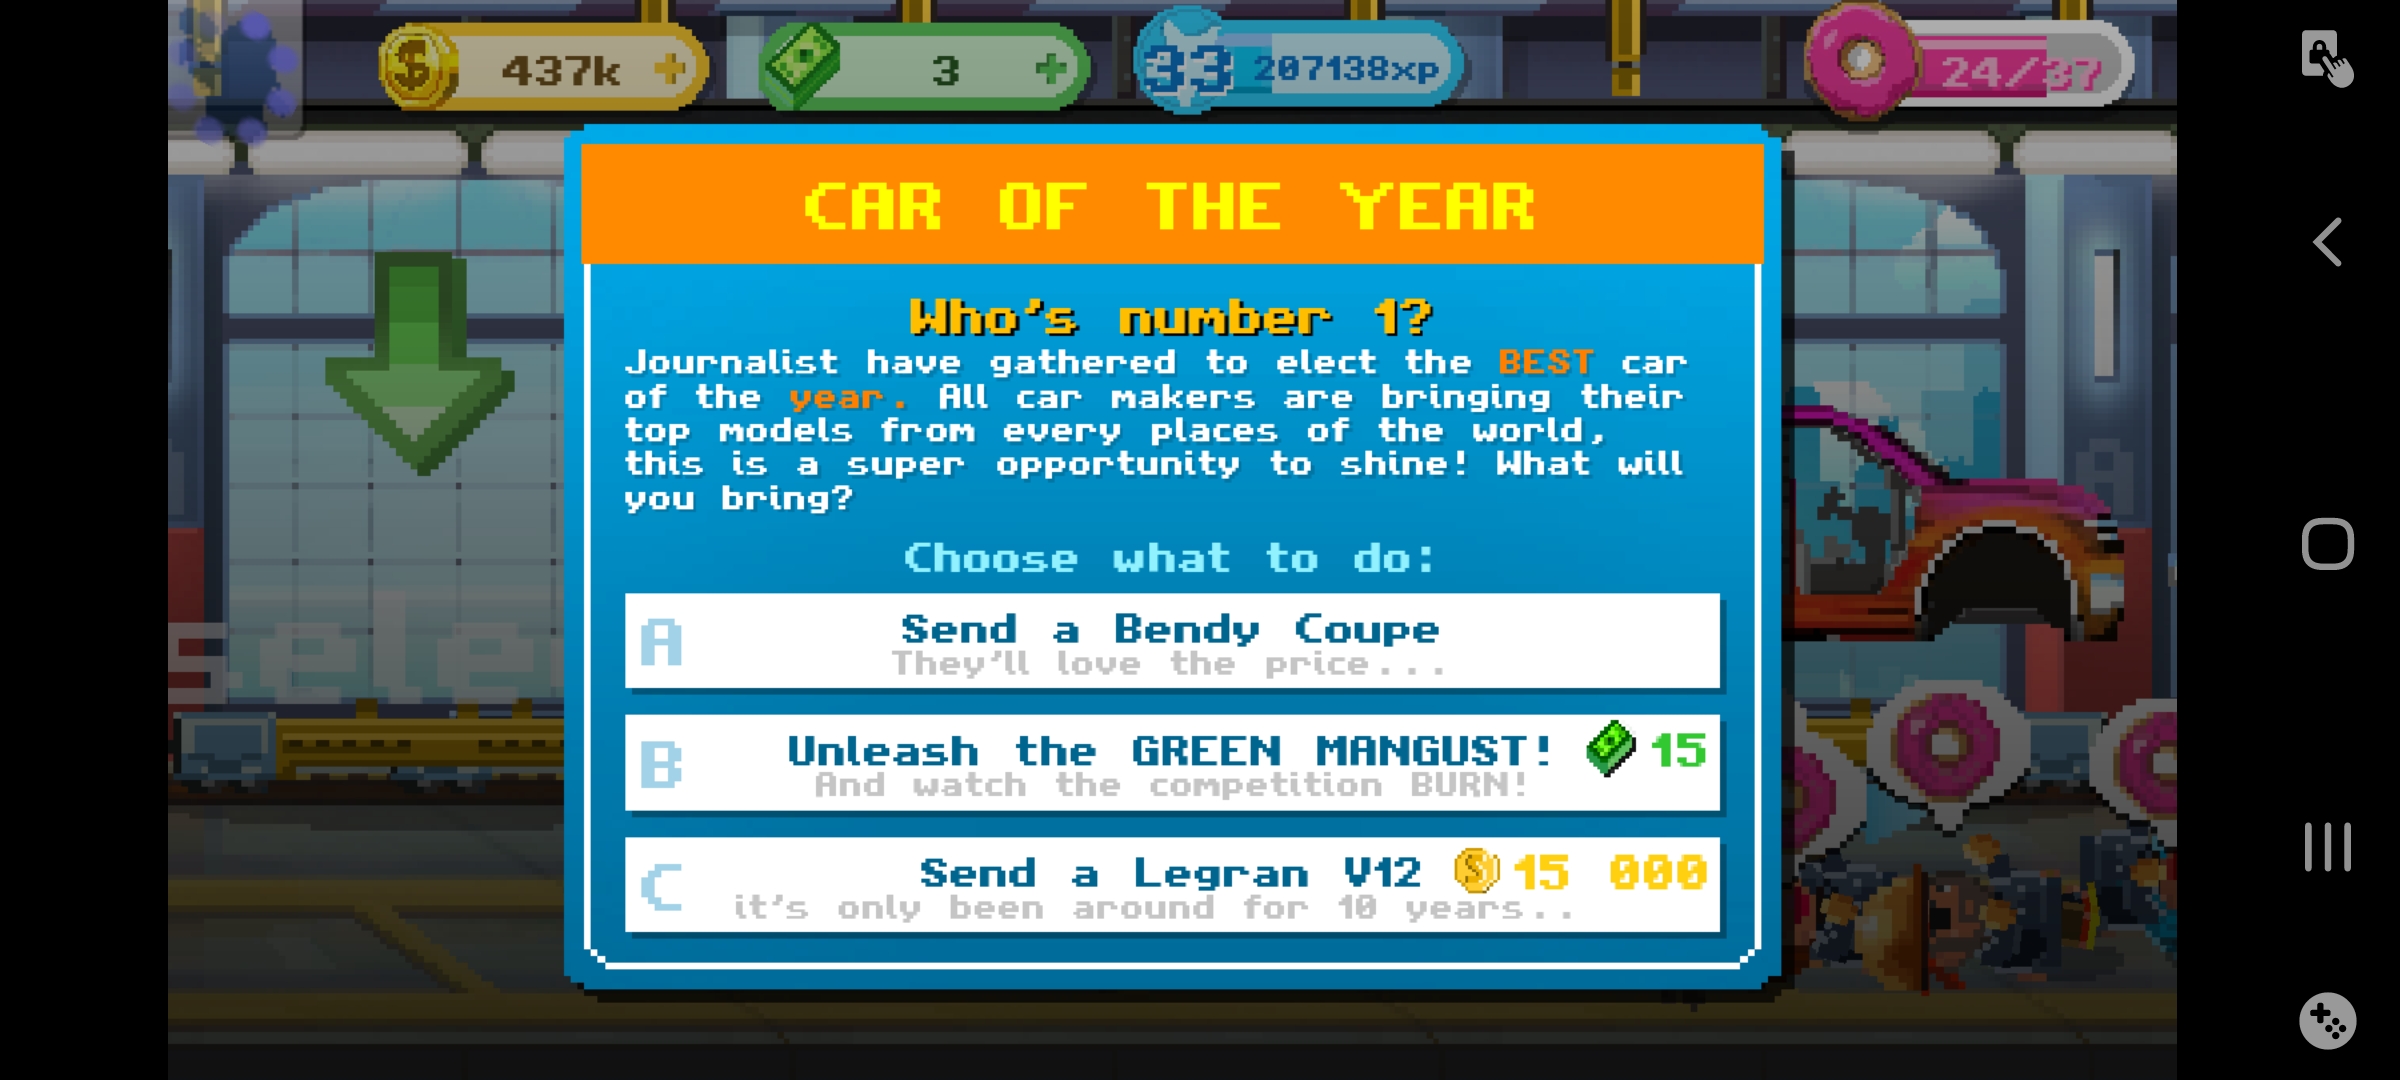 437k
3
33 207138xp
24/37
CAR OF THE YEAR
Who's number 1?
Journalist have gathered to elect the BEST car
of the year. All car makers are bringing their
top models from every places of the world,
this is a super opportunity to shine! What will
you bring?
Choose what to do:
A Send a Bendy Coupe
They'll love the price...
B Unleash the GREEN MANGUST! 15
And watch the competition BURN!
C Send a Legran V12 15 000
it's only been around for 10 years..
Sele